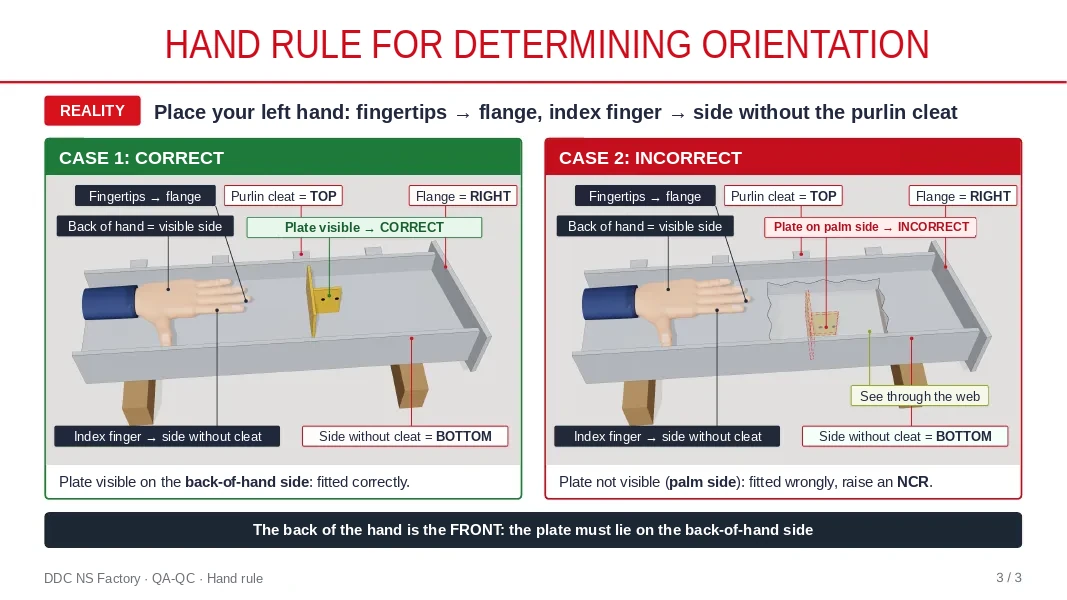 HAND RULE FOR DETERMINING ORIENTATION
REALITY
Place your left hand: fingertips → flange, index finger → side without the purlin cleat
CASE 1: CORRECT
Fingertips → flange
Purlin cleat = TOP
Flange = RIGHT
Back of hand = visible side
Plate visible → CORRECT
Index finger → side without cleat
Side without cleat = BOTTOM
Plate visible on the back-of-hand side: fitted correctly.
CASE 2: INCORRECT
Fingertips → flange
Purlin cleat = TOP
Flange = RIGHT
Back of hand = visible side
Plate on palm side → INCORRECT
See through the web
Index finger → side without cleat
Side without cleat = BOTTOM
Plate not visible (palm side): fitted wrongly, raise an NCR.
The back of the hand is the FRONT: the plate must lie on the back-of-hand side
DDC NS Factory · QA-QC · Hand rule
3 / 3